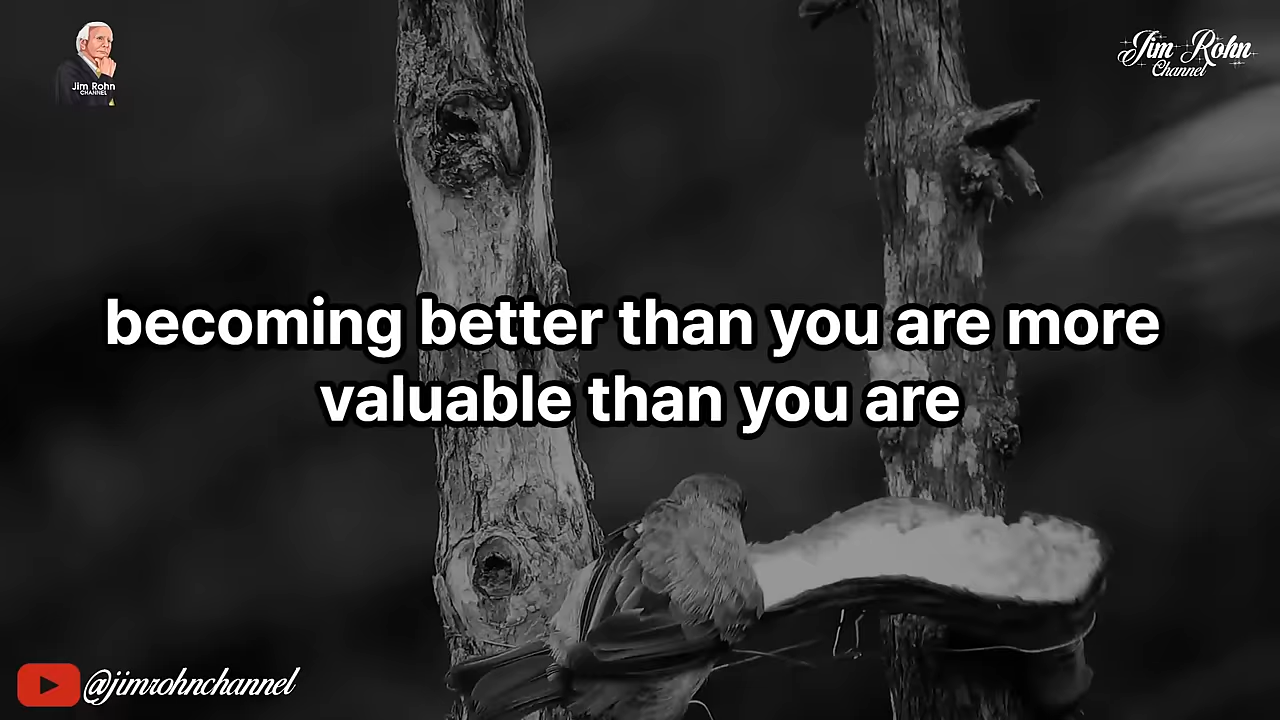 Jim Rohn
CHANNEL
Jim Rohn
Channel
becoming better than you are more
valuable than you are
@jimrohnchannel